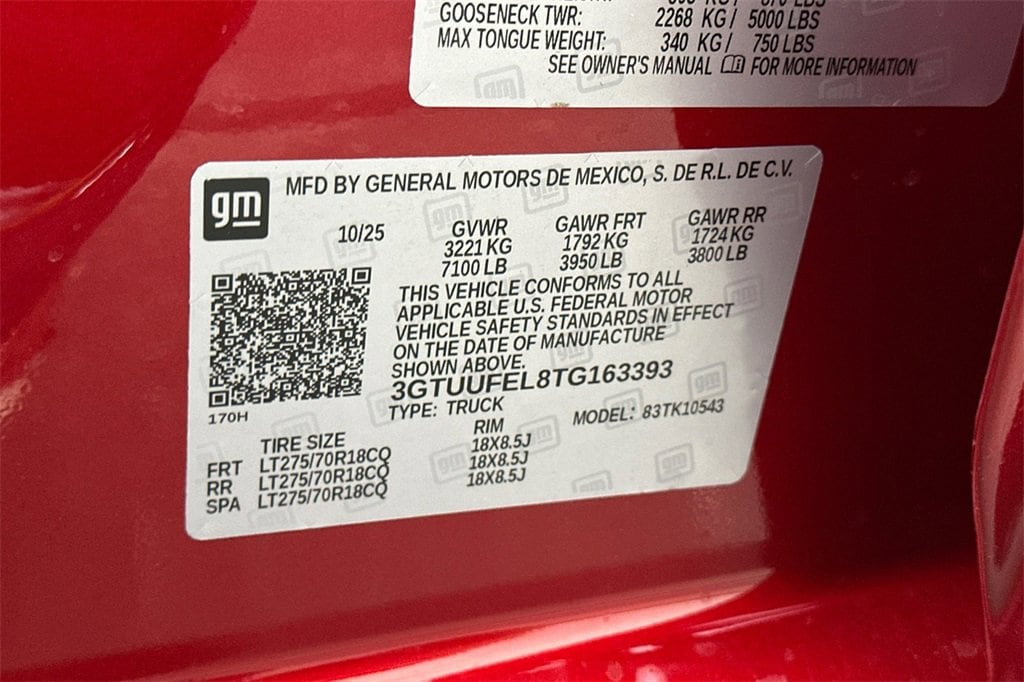 GOOSENECK TWR: 2268 KG/ 5000 LBS
MAX TONGUE WEIGHT: 340 KG/ 750 LBS
SEE OWNER'S MANUAL FOR MORE INFORMATION
gm
MFD BY GENERAL MOTORS DE MEXICO, S. DE R.L. DE C.V.
10/25 GVWR GAWR FRT GAWR RR
3221 KG 1792 KG 1724 KG
7100 LB 3950 LB 3800 LB
THIS VEHICLE CONFORMS TO ALL
APPLICABLE U.S. FEDERAL MOTOR
VEHICLE SAFETY STANDARDS IN EFFECT
ON THE DATE OF MANUFACTURE
SHOWN ABOVE.
3GTUUFEL8TG163393
170H
TYPE: TRUCK MODEL: 83TK10543
TIRE SIZE RIM
FRT LT275/70R18CQ 18X8.5J
RR LT275/70R18CQ 18X8.5J
SPA LT275/70R18CQ 18X8.5J